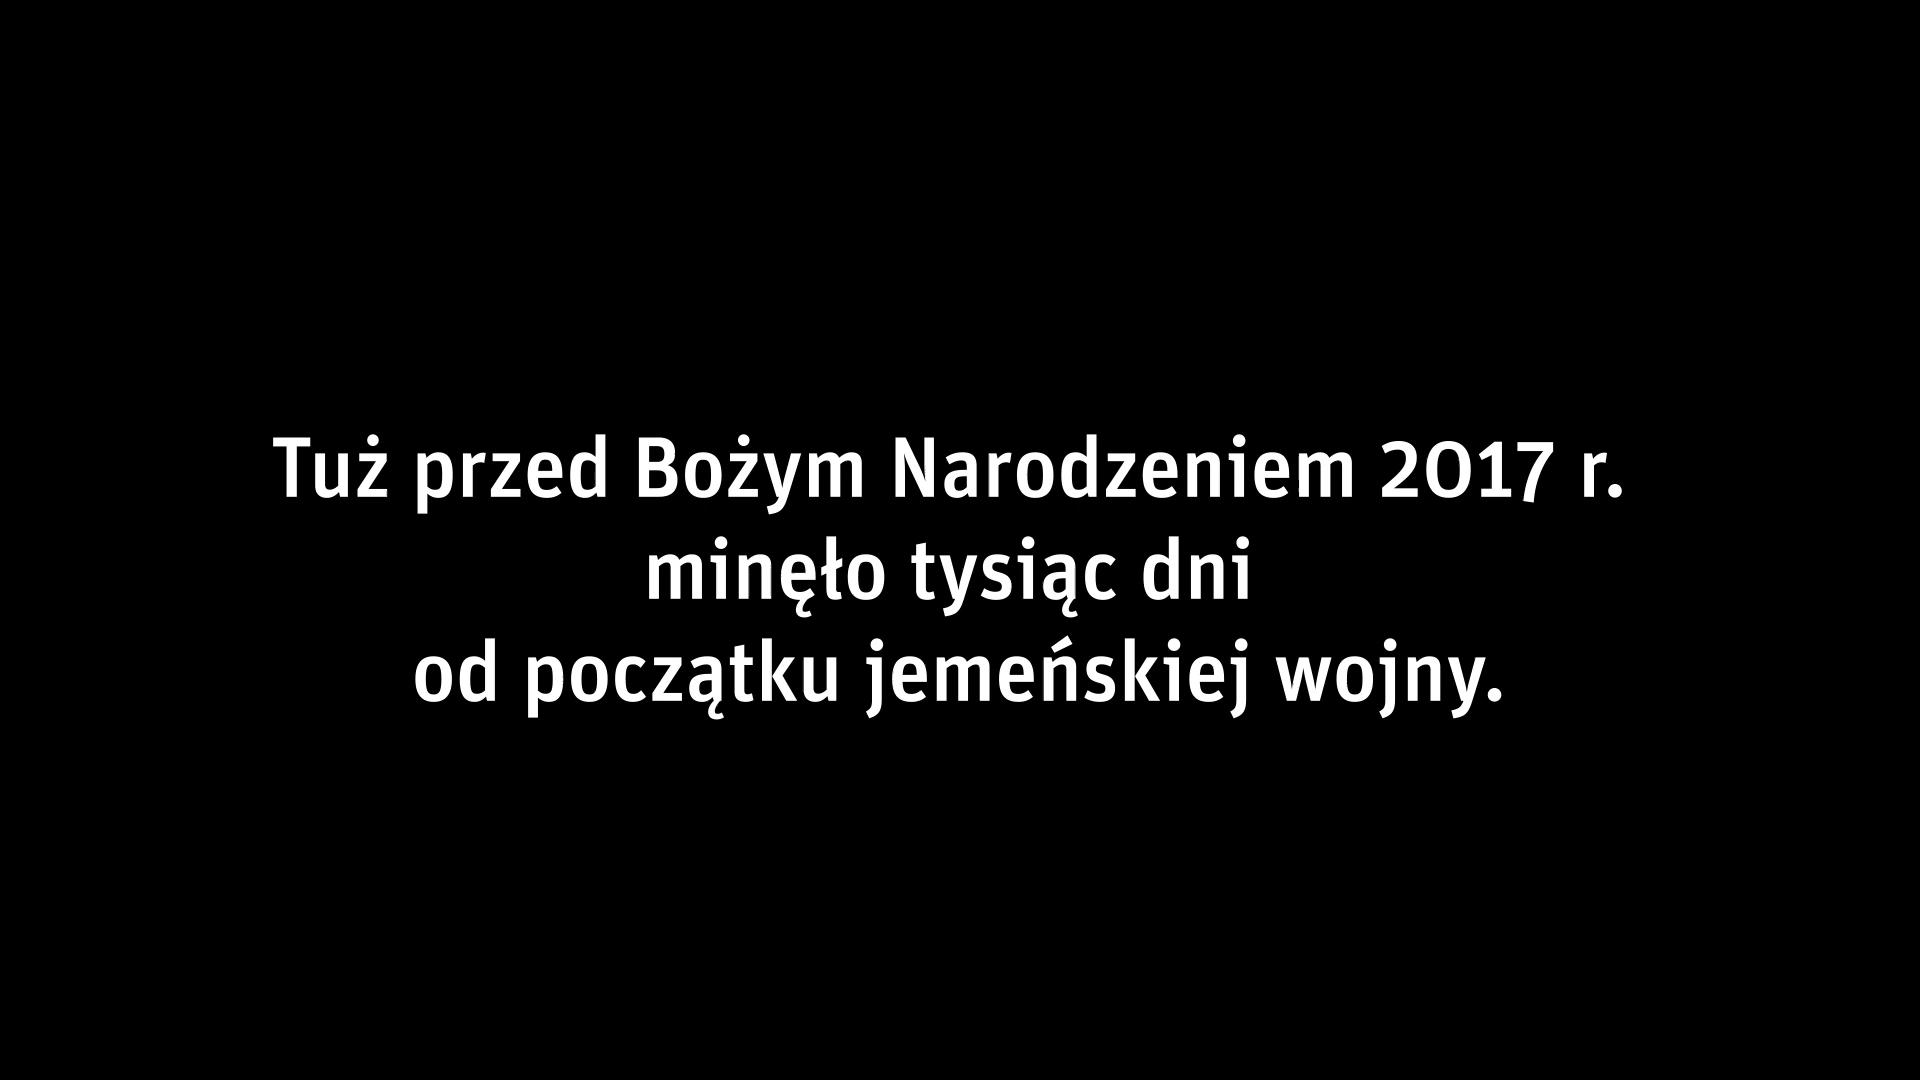 Tuż przed Bożym Narodzeniem 2017 r.
minęło tysiąc dni
od początku jemeńskiej wojny.